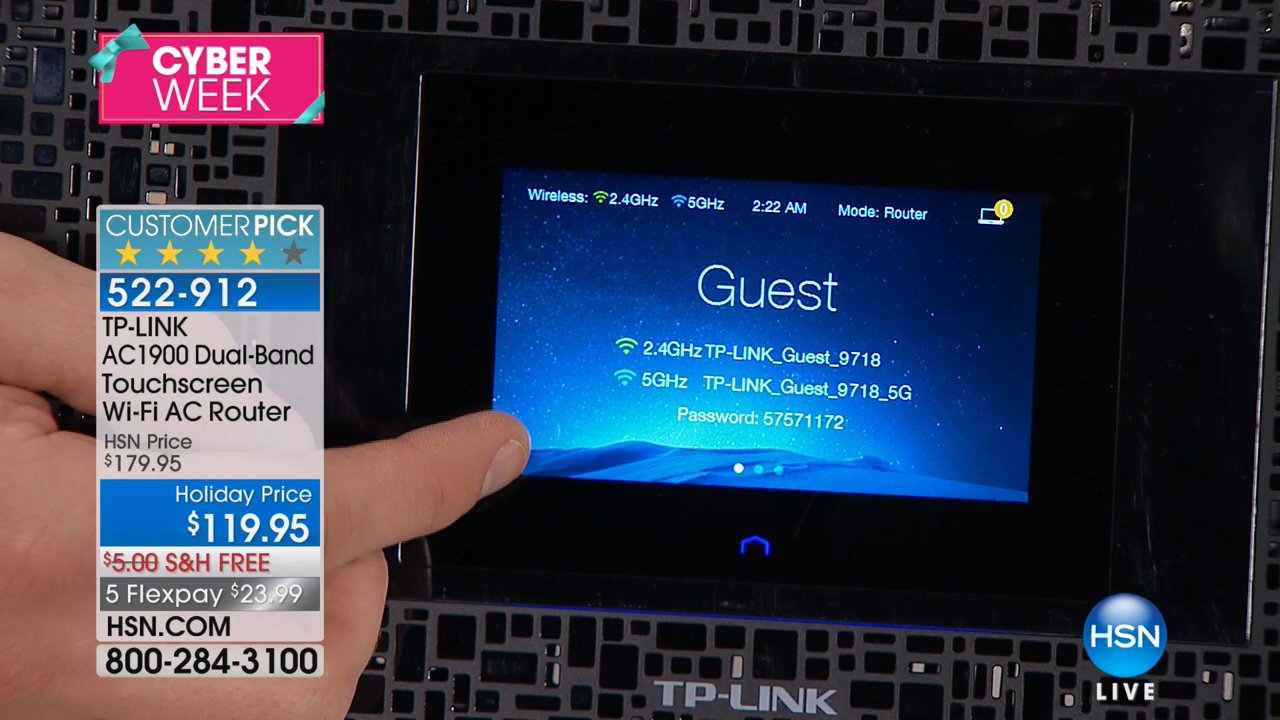 CYBER
WEEK
CUSTOMER PICK
522-912
TP-LINK
AC1900 Dual-Band
Touchscreen
Wi-Fi AC Router
HSN Price
$179.95
Holiday Price
$119.95
$5.00 S&H FREE
5 Flexpay $23.99
HSN.COM
800-284-3100
Wireless: 2.4GHz 5GHz 2:22 AM Mode: Router 0
Guest
2.4GHz TP-LINK_Guest_9718
5GHz TP-LINK_Guest_9718_5G
Password: 57571172
TP-LINK
HSN
LIVE